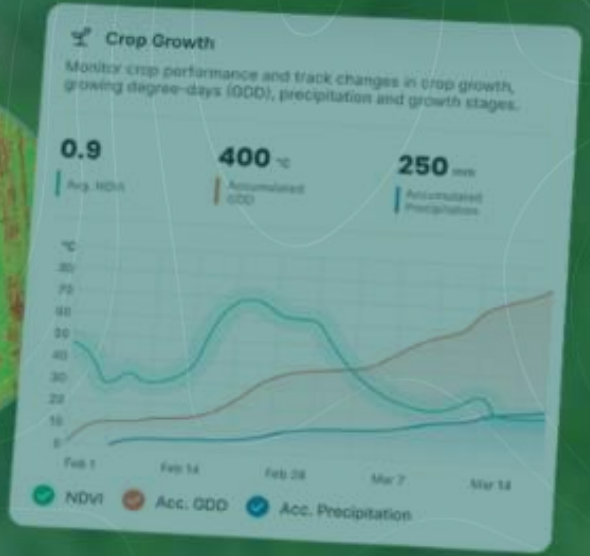 Crop Growth
Monitor crop performance and track changes in crop growth,
growing degree-days (GDD), precipitation and growth stages.
0.9
400 °C
250 mm
Avg. NDVI
Accumulated
GDD
Accumulated
Precipitation
°C
80
70
60
50
40
30
20
10
0
Feb 1
Feb 14
Feb 28
Mar 7
Mar 14
NDVI
Acc. GDD
Acc. Precipitation